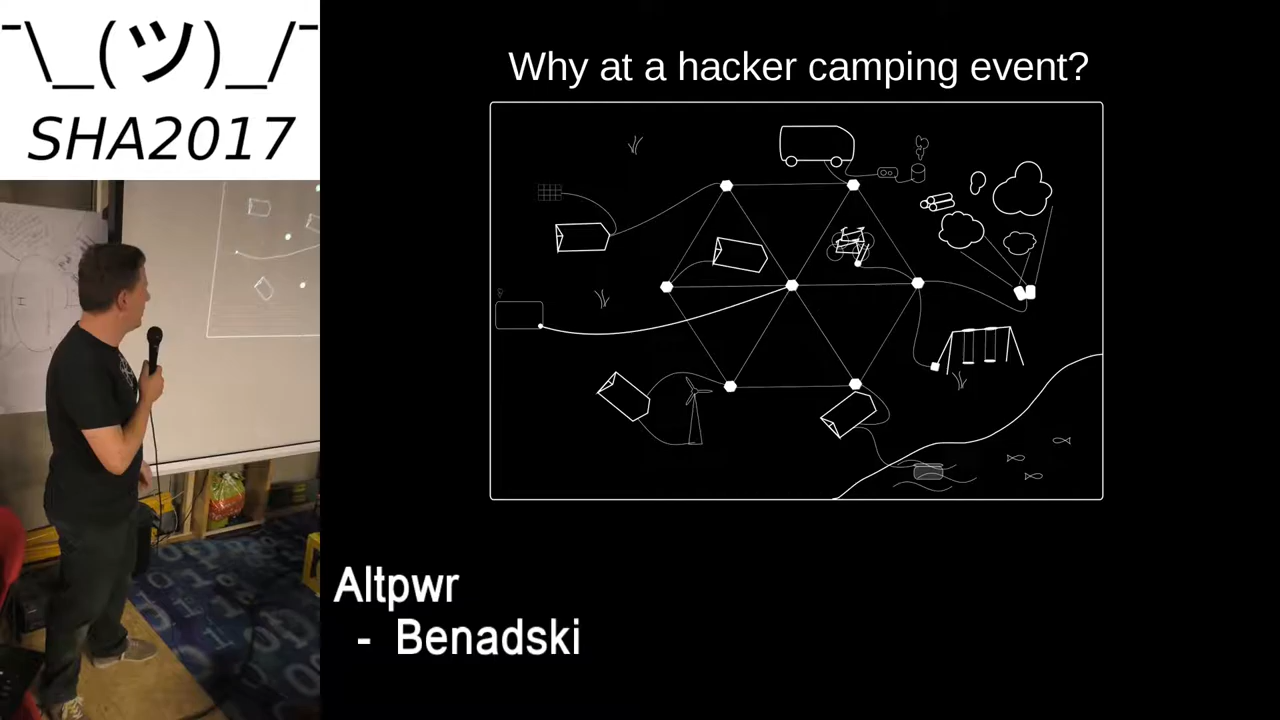 ¯\_(ツ)_/¯
SHA2017
Why at a hacker camping event?
Altpwr
- Benadski